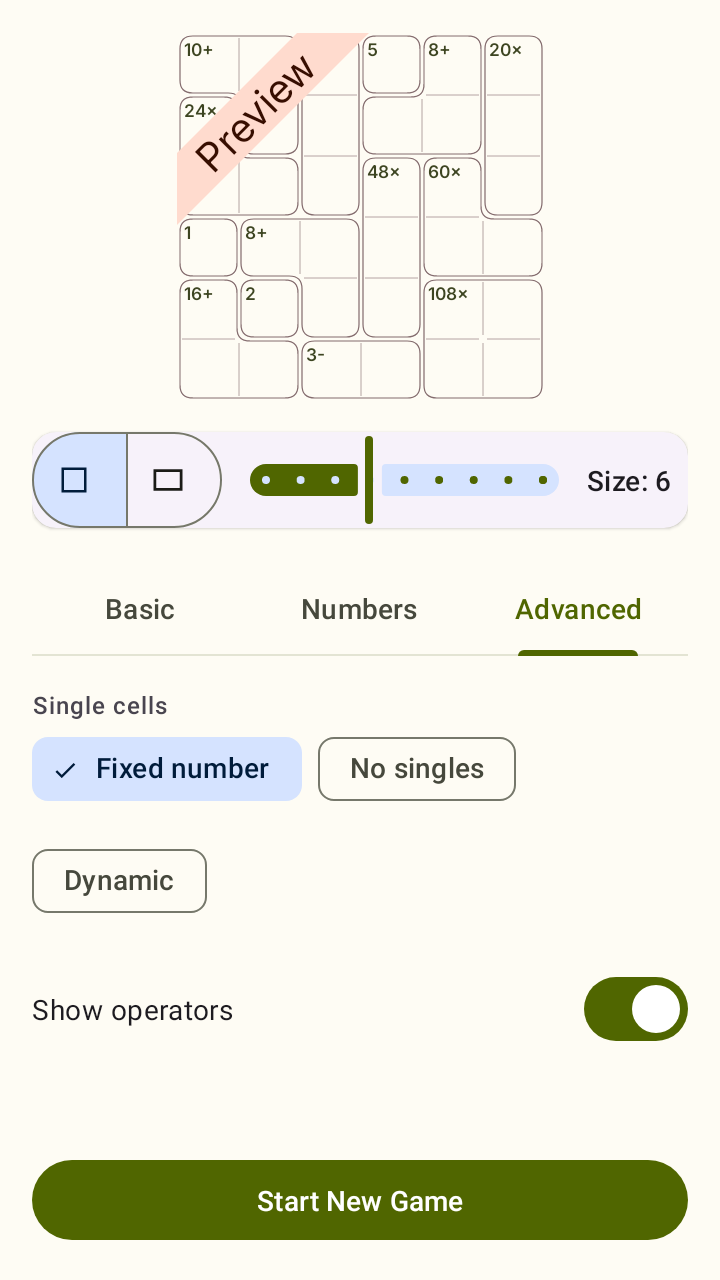 10+ 5 8+ 20×
24×
Preview
48× 60×
1 8+
16+ 2 108×
3-
Size: 6
Basic Numbers Advanced
Single cells
Fixed number No singles
Dynamic
Show operators
Start New Game